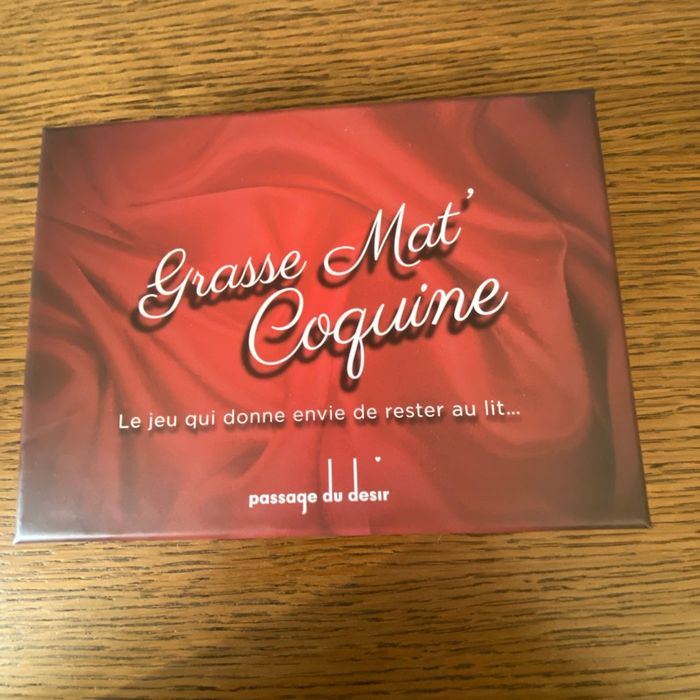 Grasse Mat'
Coquine
Le jeu qui donne envie de rester au lit...
passage du desir